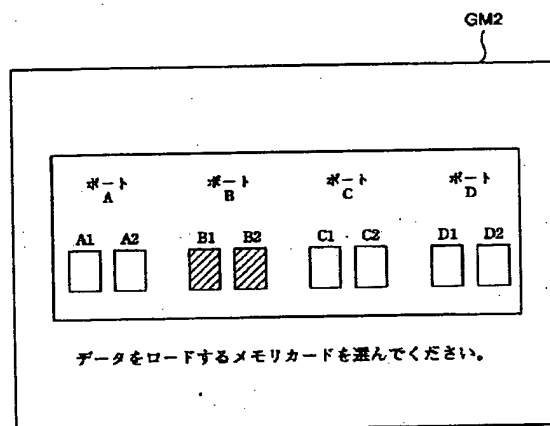 GM2
ポート ポート ポート ポート
A B C D
A1 A2 B1 B2 C1 C2 D1 D2
データをロードするメモリカードを選んでください。